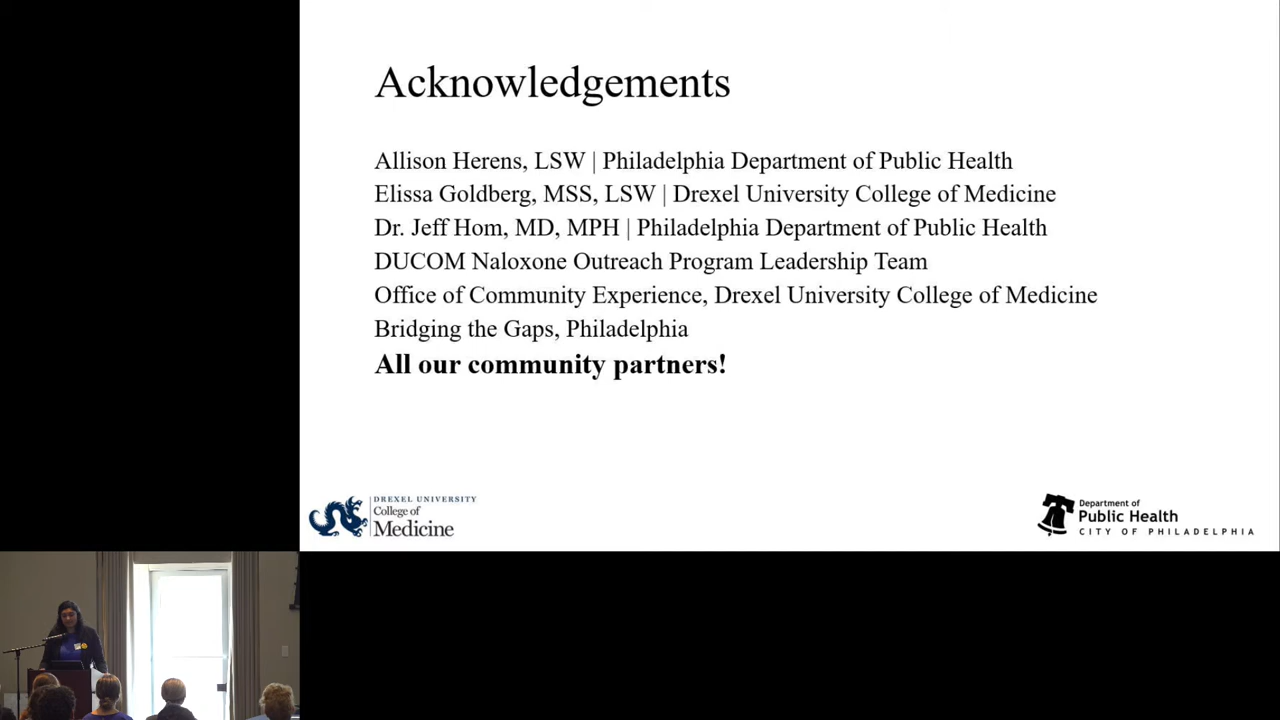 Acknowledgements
Allison Herens, LSW | Philadelphia Department of Public Health
Elissa Goldberg, MSS, LSW | Drexel University College of Medicine
Dr. Jeff Hom, MD, MPH | Philadelphia Department of Public Health
DUCOM Naloxone Outreach Program Leadership Team
Office of Community Experience, Drexel University College of Medicine
Bridging the Gaps, Philadelphia
All our community partners!
DREXEL UNIVERSITY
College of
Medicine
Department of
Public Health
CITY OF PHILADELPHIA